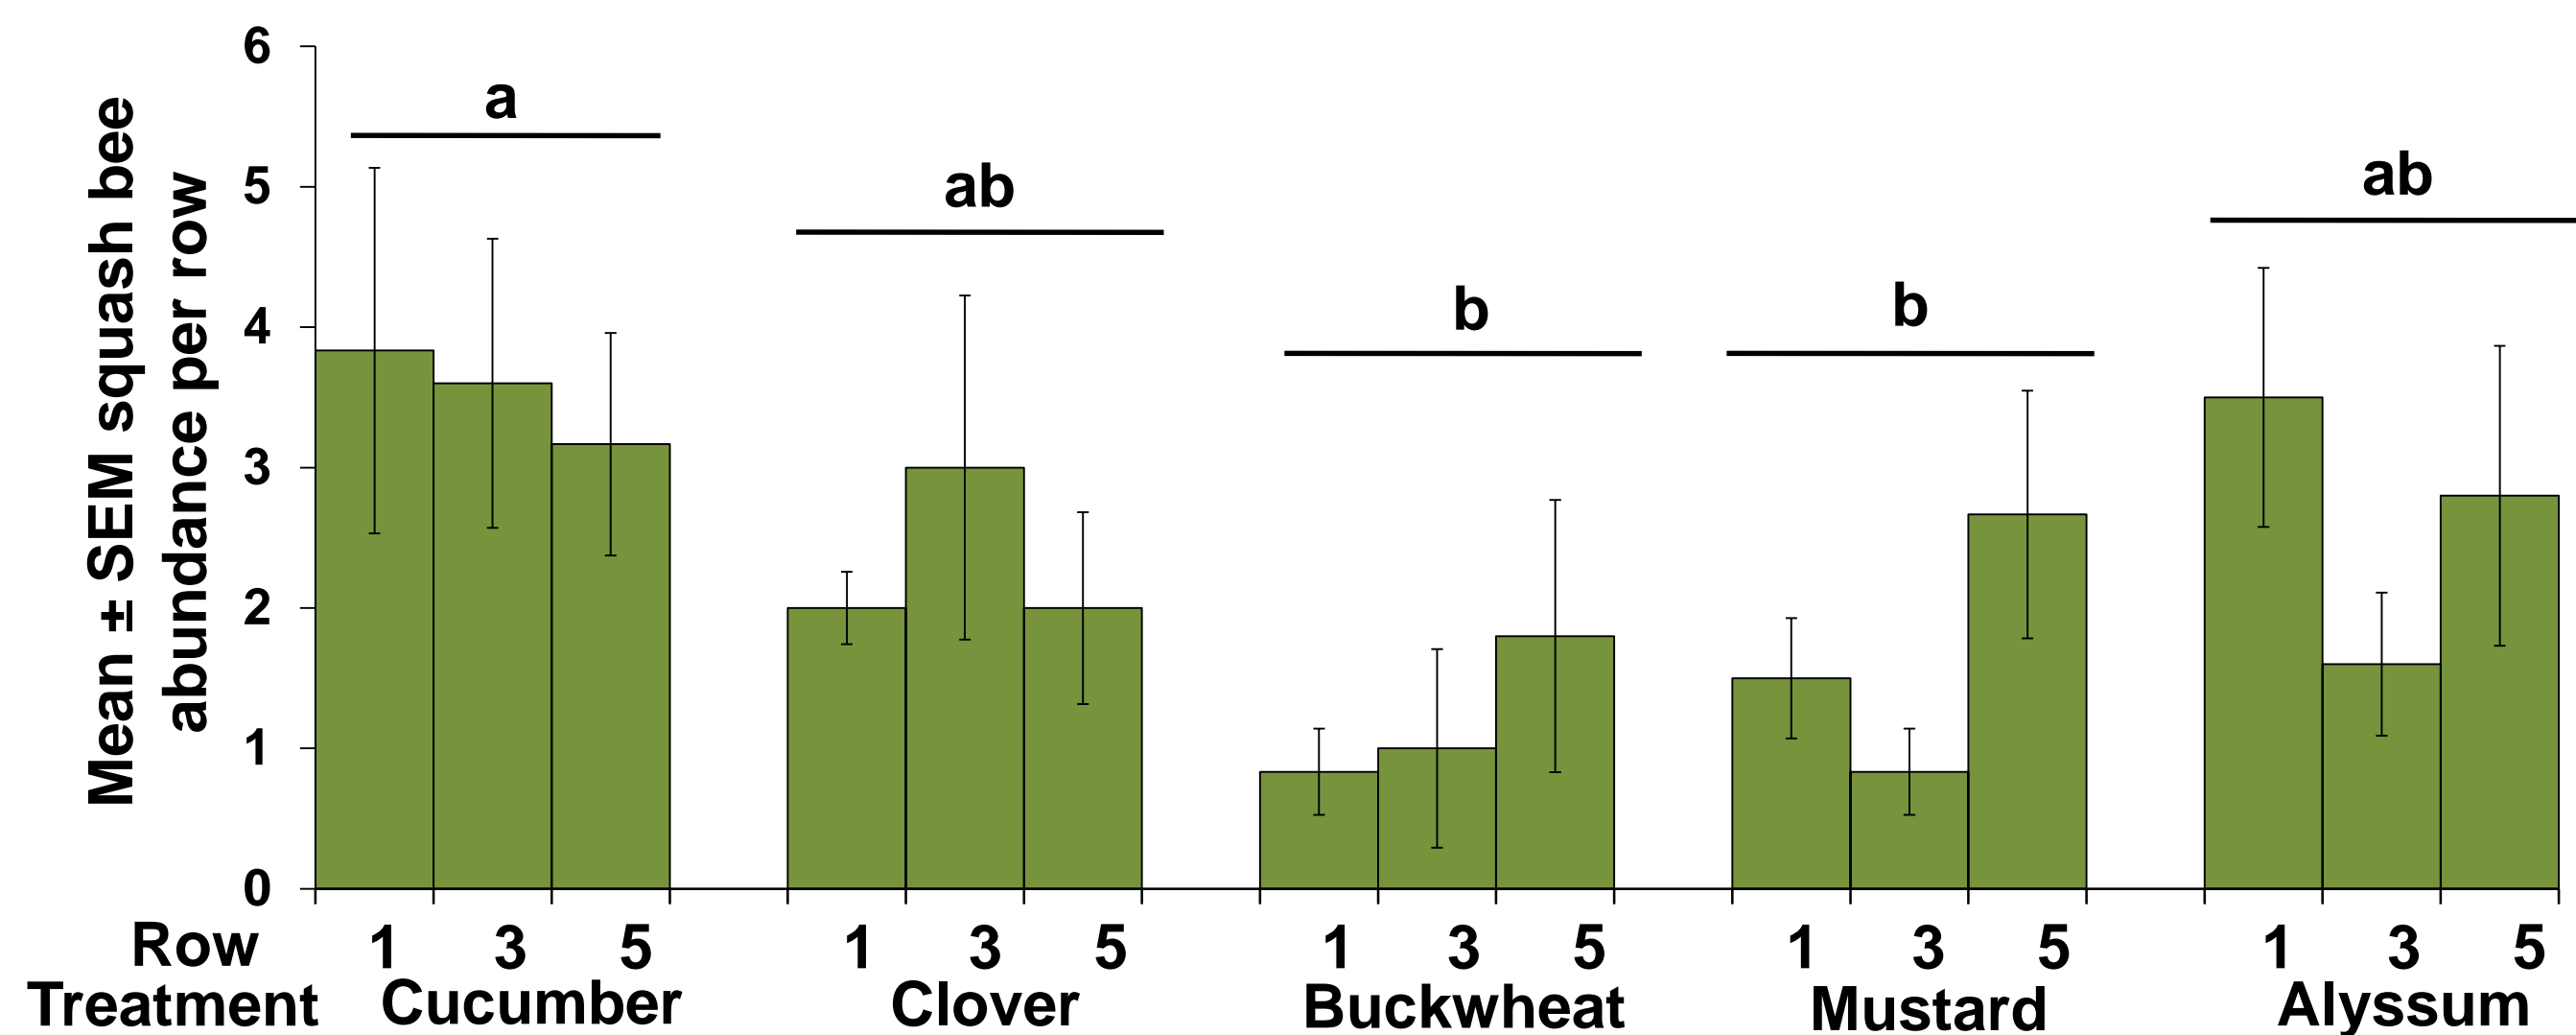 Mean ± SEM squash bee
abundance per row
6
5
4
3
2
1
0
a
ab
b
b
ab
Row 1 3 5 1 3 5 1 3 5 1 3 5 1 3 5
Treatment Cucumber Clover Buckwheat Mustard Alyssum